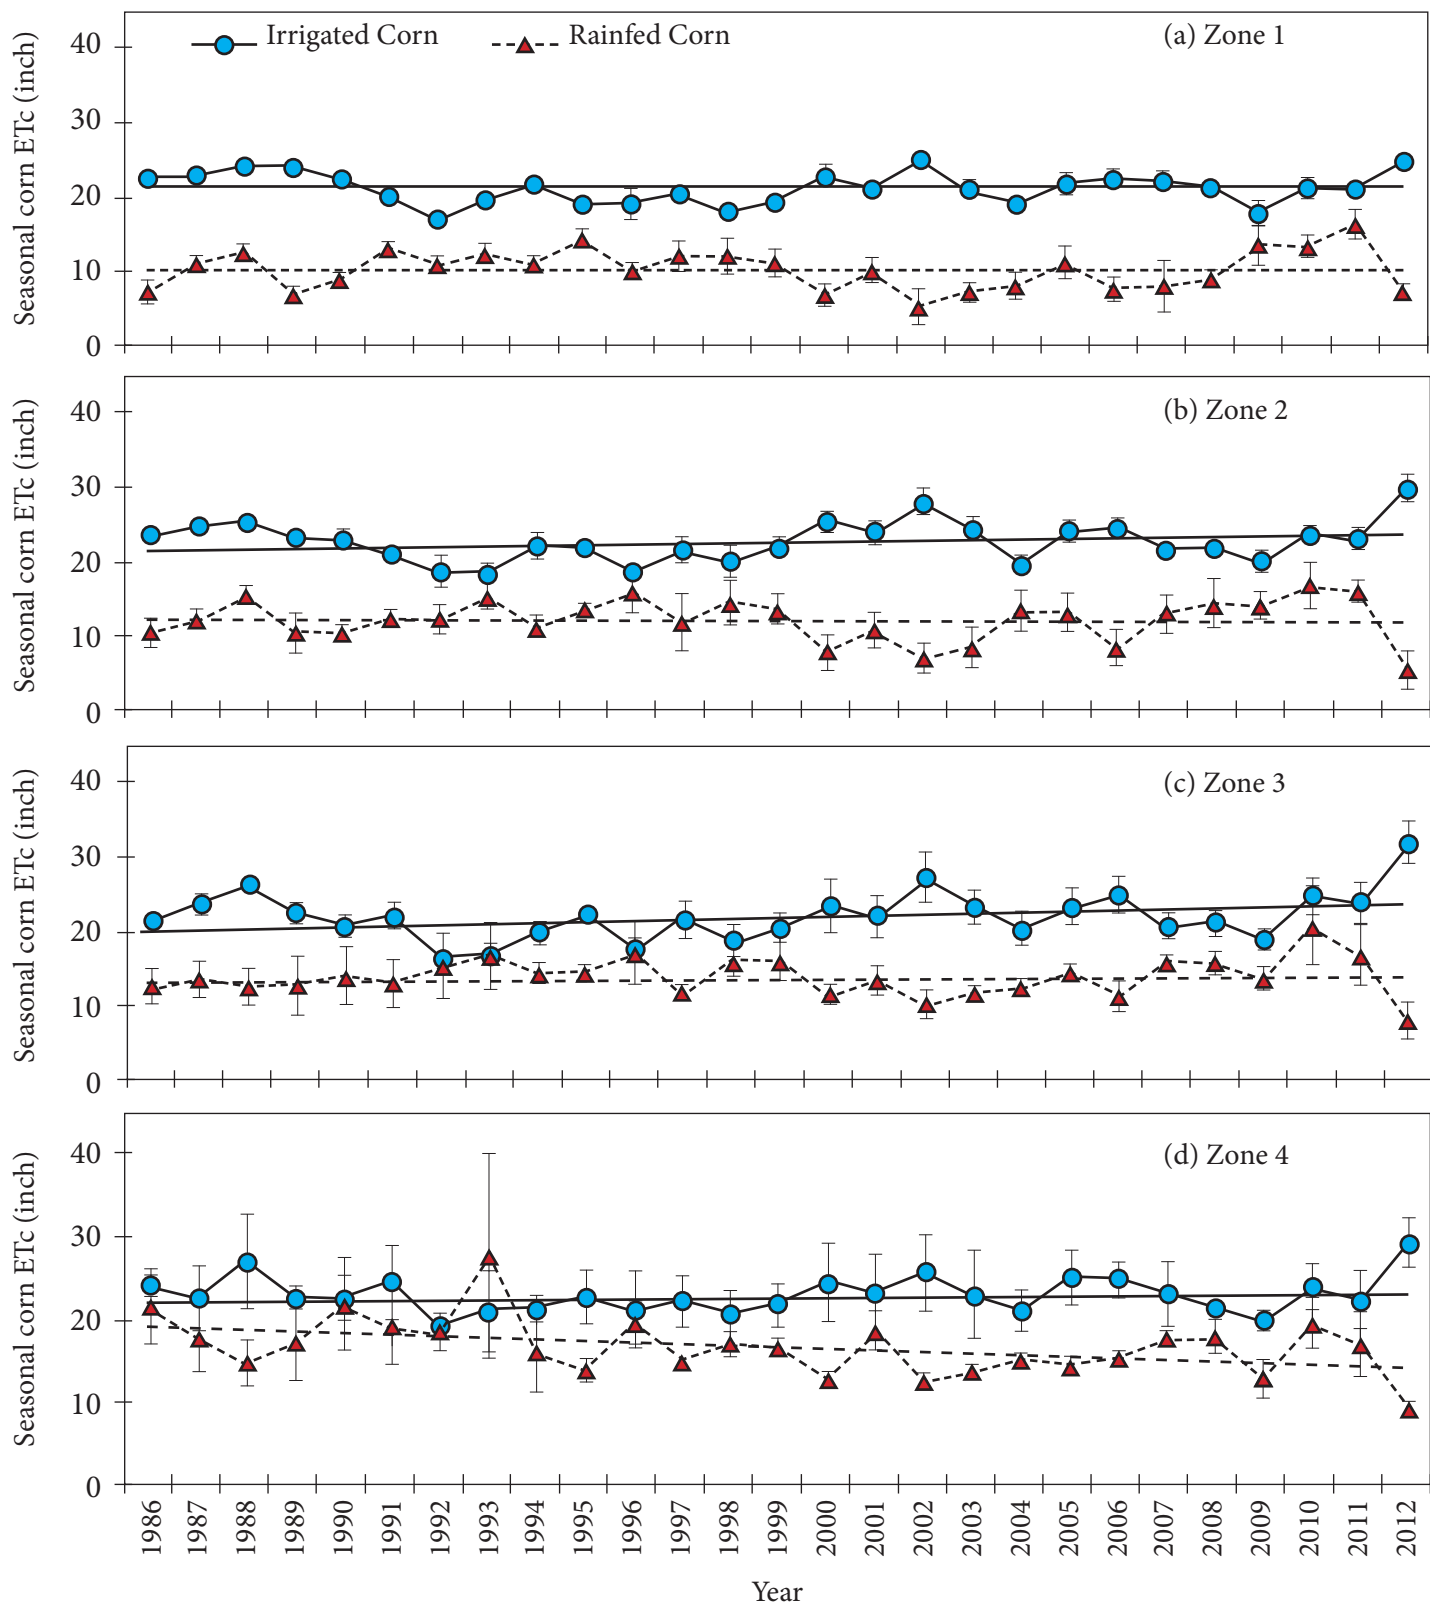 Irrigated Corn Rainfed Corn (a) Zone 1
Seasonal corn ETc (inch)
40
30
20
10
0
(b) Zone 2
Seasonal corn ETc (inch)
40
30
20
10
0
(c) Zone 3
Seasonal corn ETc (inch)
40
30
20
10
0
(d) Zone 4
Seasonal corn ETc (inch)
40
30
20
10
0
1986 1987 1988 1989 1990 1991 1992 1993 1994 1995 1996 1997 1998 1999 2000 2001 2002 2003 2004 2005 2006 2007 2008 2009 2010 2011 2012
Year